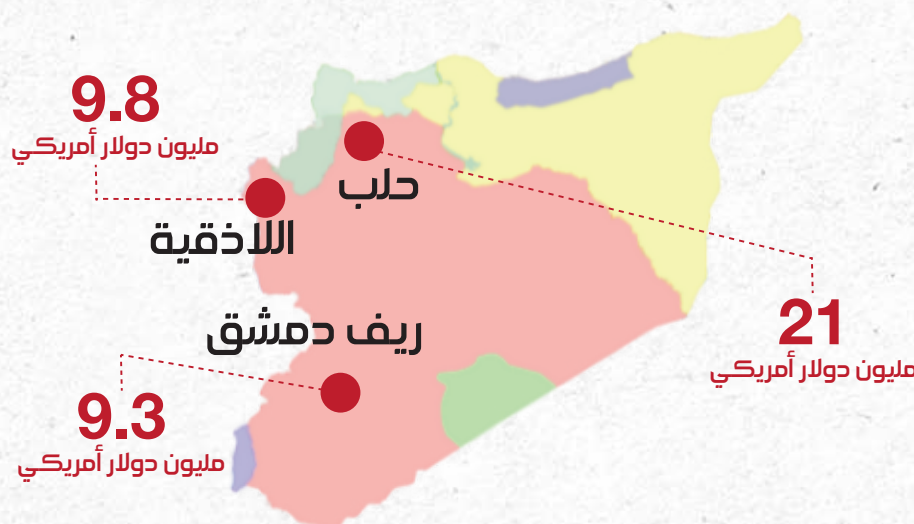 9.8
مليون دولار أمريكي
حلب
اللاذقية
21
مليون دولار أمريكي
ريف دمشق
9.3
مليون دولار أمريكي